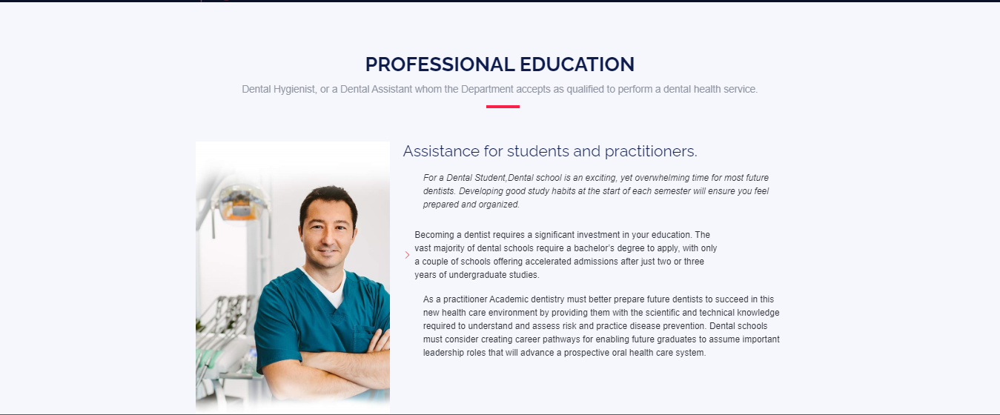 PROFESSIONAL EDUCATION
Dental Hygienist, or a Dental Assistant whom the Department accepts as qualified to perform a dental health service.
Assistance for students and practitioners.
For a Dental Student,Dental school is an exciting, yet overwhelming time for most future
dentists. Developing good study habits at the start of each semester will ensure you feel
prepared and organized.
Becoming a dentist requires a significant investment in your education. The
vast majority of dental schools require a bachelor’s degree to apply, with only
a couple of schools offering accelerated admissions after just two or three
years of undergraduate studies.
As a practitioner Academic dentistry must better prepare future dentists to succeed in this
new health care environment by providing them with the scientific and technical knowledge
required to understand and assess risk and practice disease prevention. Dental schools
must consider creating career pathways for enabling future graduates to assume important
leadership roles that will advance a prospective oral health care system.